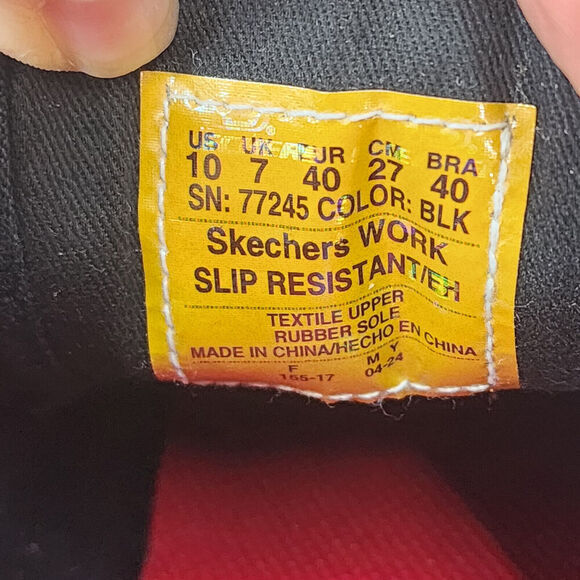 US UK EUR CM BRA
10 7 40 27 40
SN: 77245 COLOR: BLK
Skechers WORK
SLIP RESISTANT/EH
TEXTILE UPPER
RUBBER SOLE
MADE IN CHINA/HECHO EN CHINA
F M Y
155-17 04-24